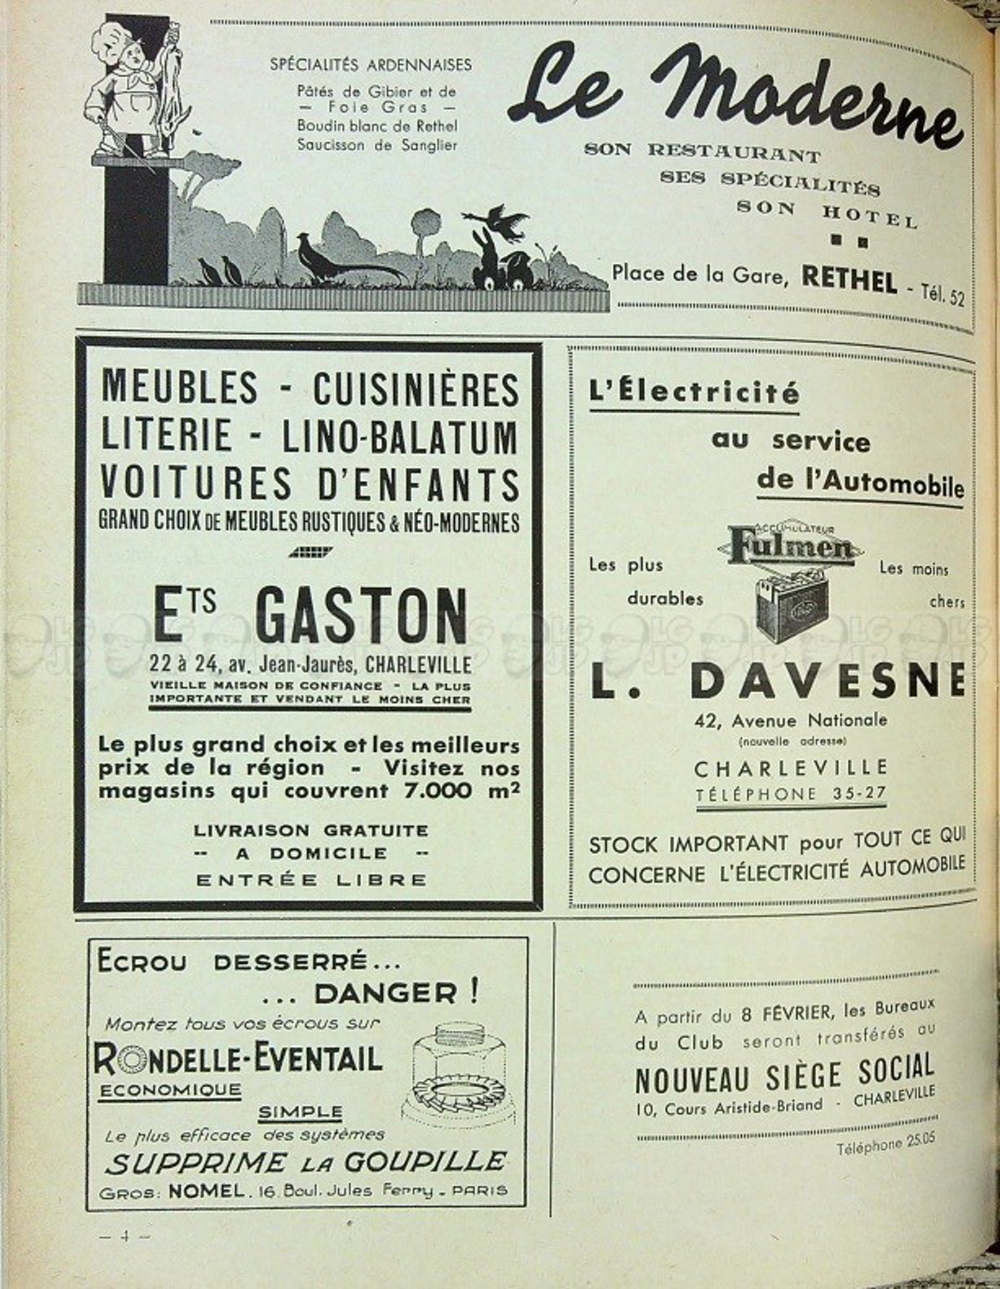 SPÉCIALITÉS ARDENNAISES
Pâtés de Gibier et de
— Foie Gras —
Boudin blanc de Rethel
Saucisson de Sanglier
Le Moderne
SON RESTAURANT
SES SPÉCIALITÉS
SON HOTEL
Place de la Gare, RETHEL - Tél. 52
MEUBLES - CUISINIÈRES
LITERIE - LINO-BALATUM
VOITURES D'ENFANTS
GRAND CHOIX DE MEUBLES RUSTIQUES & NÉO-MODERNES
ETS GASTON
22 à 24, av. Jean-Jaurès, CHARLEVILLE
VIEILLE MAISON DE CONFIANCE - LA PLUS
IMPORTANTE ET VENDANT LE MOINS CHER
Le plus grand choix et les meilleurs
prix de la région - Visitez nos
magasins qui couvrent 7.000 m²
LIVRAISON GRATUITE
-- A DOMICILE --
ENTRÉE LIBRE
L'Électricité
au service
de l'Automobile
ACCUMULATEUR
Fulmen
Les plus
durables
Les moins
chers
L. DAVESNE
42, Avenue Nationale
(nouvelle adresse)
CHARLEVILLE
TÉLÉPHONE 35-27
STOCK IMPORTANT pour TOUT CE QUI
CONCERNE L'ÉLECTRICITÉ AUTOMOBILE
ECROU DESSERRÉ...
... DANGER !
Montez tous vos écrous sur
RONDELLE-EVENTAIL
ECONOMIQUE
SIMPLE
Le plus efficace des systèmes
SUPPRIME LA GOUPILLE
GROS: NOMEL. 16. Boul. Jules Ferry - PARIS
A partir du 8 FÉVRIER, les Bureaux
du Club seront transférés au
NOUVEAU SIÈGE SOCIAL
10, Cours Aristide-Briand - CHARLEVILLE
Téléphone 25.05
— 4 —